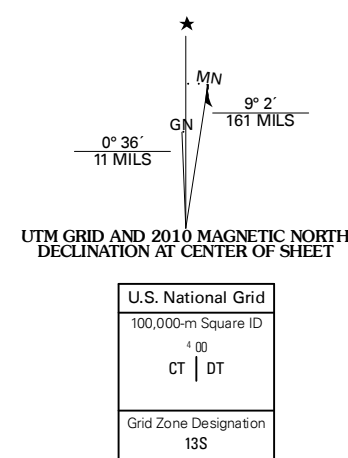 ★
MN
GN
9° 2´
161 MILS
0° 36´
11 MILS
UTM GRID AND 2010 MAGNETIC NORTH
DECLINATION AT CENTER OF SHEET
U.S. National Grid
100,000-m Square ID
4 00
CT | DT
Grid Zone Designation
13S